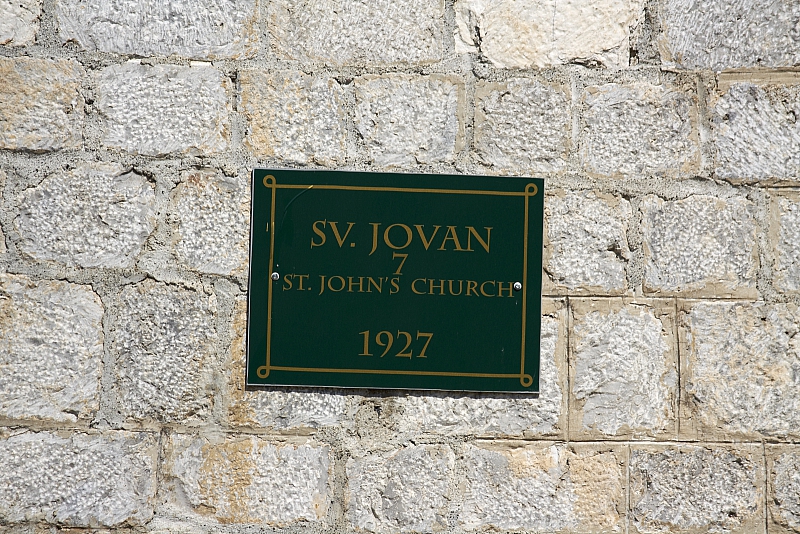 SV. JOVAN
7
ST. JOHN'S CHURCH
1927